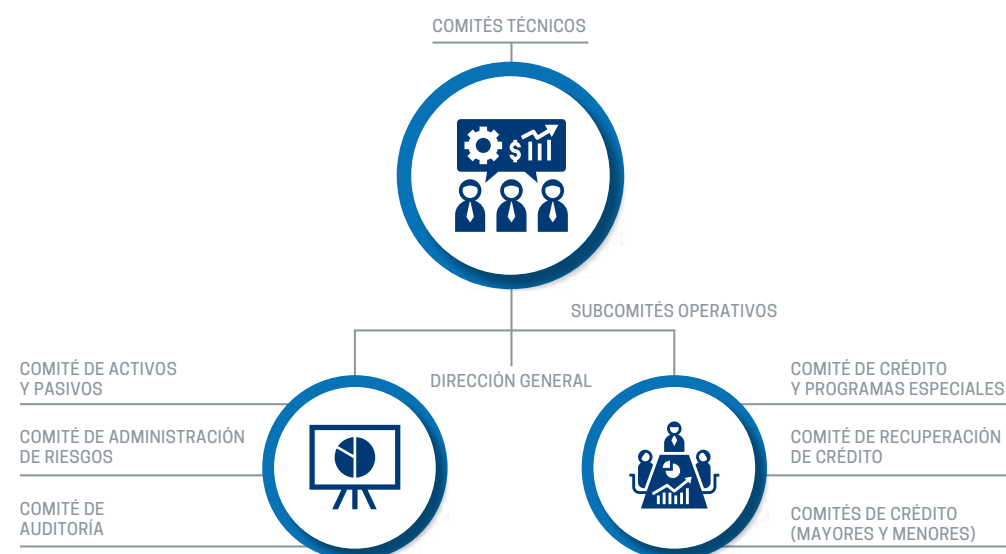 COMITÉS TÉCNICOS
$
SUBCOMITÉS OPERATIVOS
DIRECCIÓN GENERAL
COMITÉ DE ACTIVOS
Y PASIVOS
COMITÉ DE ADMINISTRACIÓN
DE RIESGOS
COMITÉ DE
AUDITORÍA
COMITÉ DE CRÉDITO
Y PROGRAMAS ESPECIALES
COMITÉ DE RECUPERACIÓN
DE CRÉDITO
COMITÉS DE CRÉDITO
(MAYORES Y MENORES)